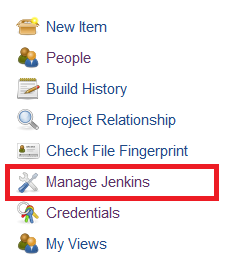 New Item
People
Build History
Project Relationship
Check File Fingerprint
Manage Jenkins
Credentials
My Views